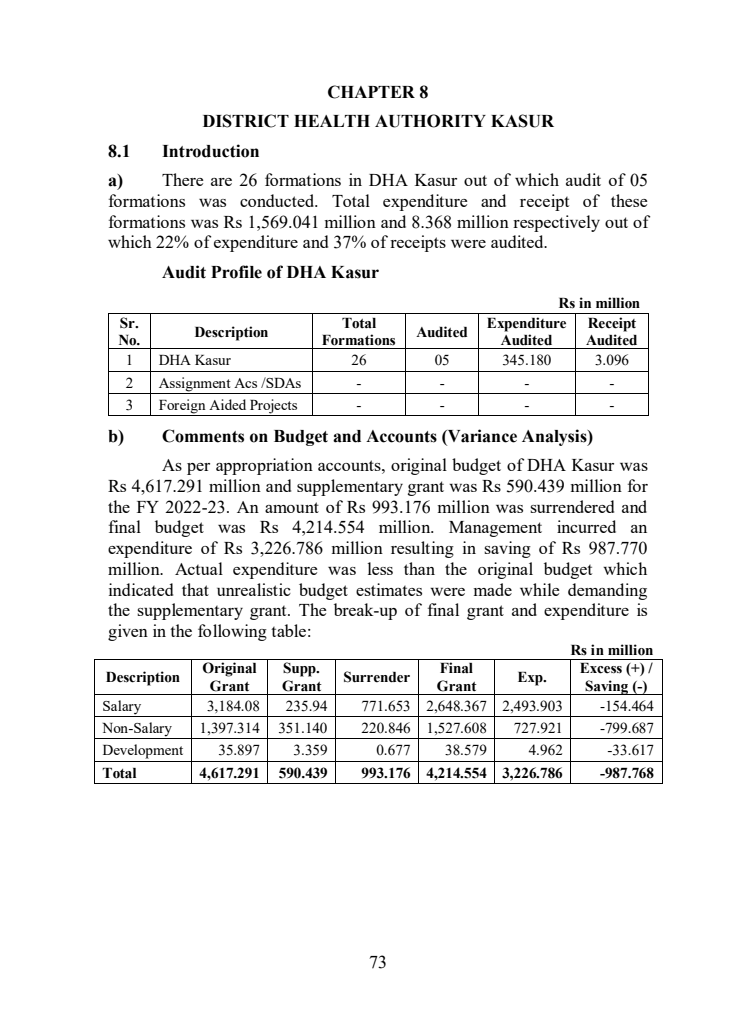 CHAPTER 8
DISTRICT HEALTH AUTHORITY KASUR
8.1 Introduction
a) There are 26 formations in DHA Kasur out of which audit of 05
formations was conducted. Total expenditure and receipt of these
formations was Rs 1,569.041 million and 8.368 million respectively out of
which 22% of expenditure and 37% of receipts were audited.
Audit Profile of DHA Kasur
Rs in million
Sr. No. Description Total Formations Audited Expenditure Audited Receipt Audited
1 DHA Kasur 26 05 345.180 3.096
2 Assignment Acs /SDAs - - - -
3 Foreign Aided Projects - - - -
b) Comments on Budget and Accounts (Variance Analysis)
As per appropriation accounts, original budget of DHA Kasur was
Rs 4,617.291 million and supplementary grant was Rs 590.439 million for
the FY 2022-23. An amount of Rs 993.176 million was surrendered and
final budget was Rs 4,214.554 million. Management incurred an
expenditure of Rs 3,226.786 million resulting in saving of Rs 987.770
million. Actual expenditure was less than the original budget which
indicated that unrealistic budget estimates were made while demanding
the supplementary grant. The break-up of final grant and expenditure is
given in the following table:
Rs in million
Description Original Grant Supp. Grant Surrender Final Grant Exp. Excess (+) / Saving (-)
Salary 3,184.08 235.94 771.653 2,648.367 2,493.903 -154.464
Non-Salary 1,397.314 351.140 220.846 1,527.608 727.921 -799.687
Development 35.897 3.359 0.677 38.579 4.962 -33.617
Total 4,617.291 590.439 993.176 4,214.554 3,226.786 -987.768
73